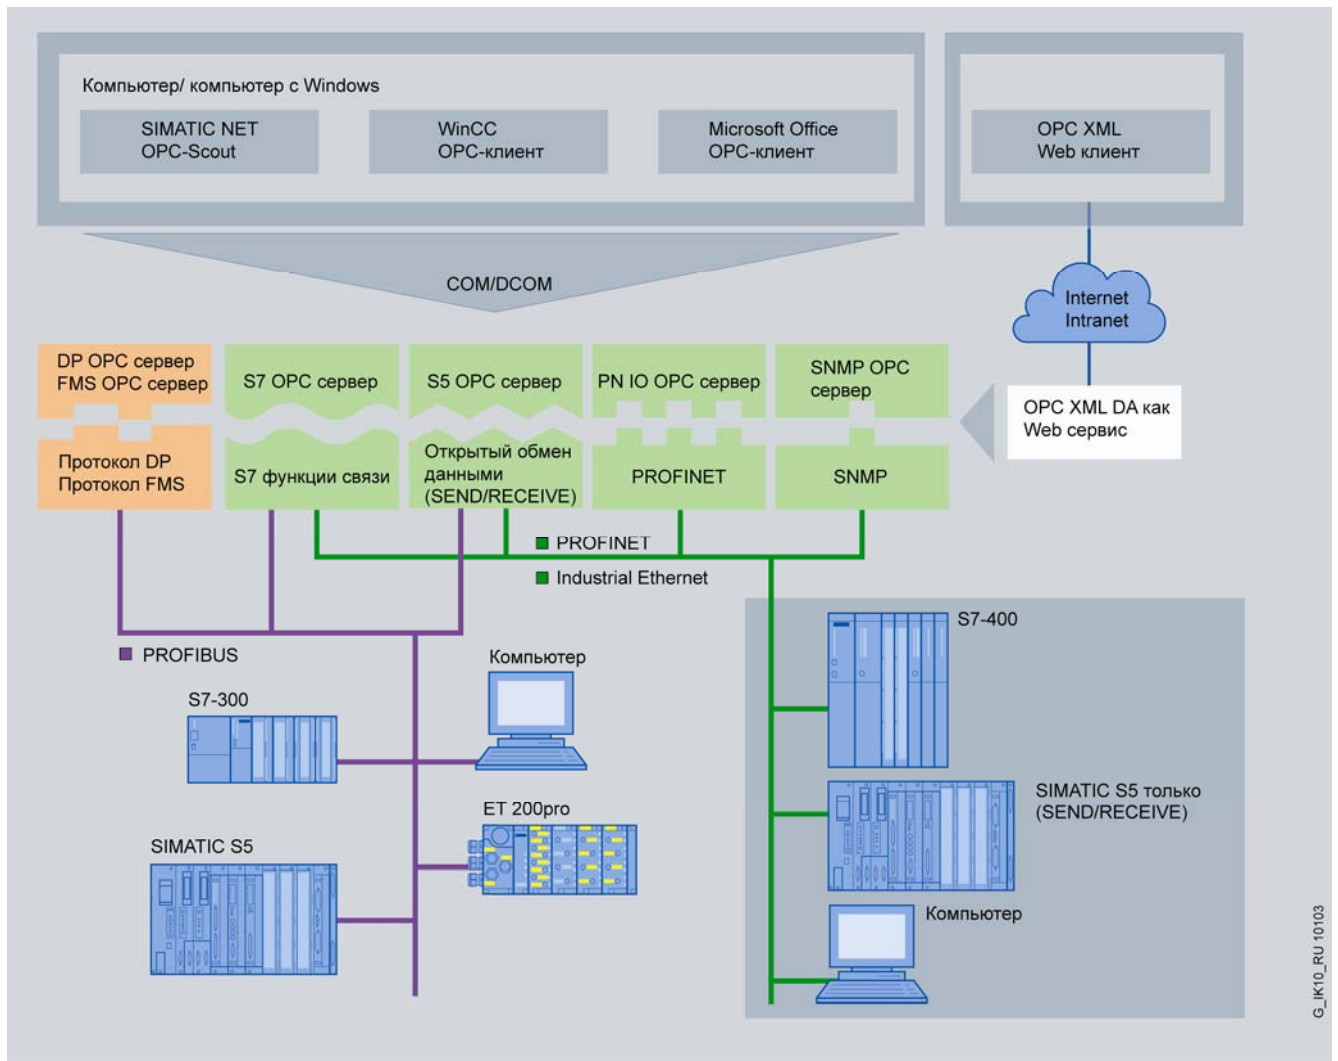 Компьютер/ компьютер с Windows
SIMATIC NET
OPC-Scout
WinCC
OPC-клиент
Microsoft Office
OPC-клиент
OPC XML
Web клиент
COM/DCOM
Internet
Intranet
DP OPC сервер
FMS OPC сервер
S7 OPC сервер
S5 OPC сервер
PN IO OPC сервер
SNMP OPC
сервер
OPC XML DA как
Web сервис
Протокол DP
Протокол FMS
S7 функции связи
Открытый обмен
данными
(SEND/RECEIVE)
PROFINET
SNMP
PROFINET
Industrial Ethernet
PROFIBUS
S7-300
Компьютер
ET 200pro
SIMATIC S5
S7-400
SIMATIC S5 только
(SEND/RECEIVE)
Компьютер
G_IK10_RU 10103